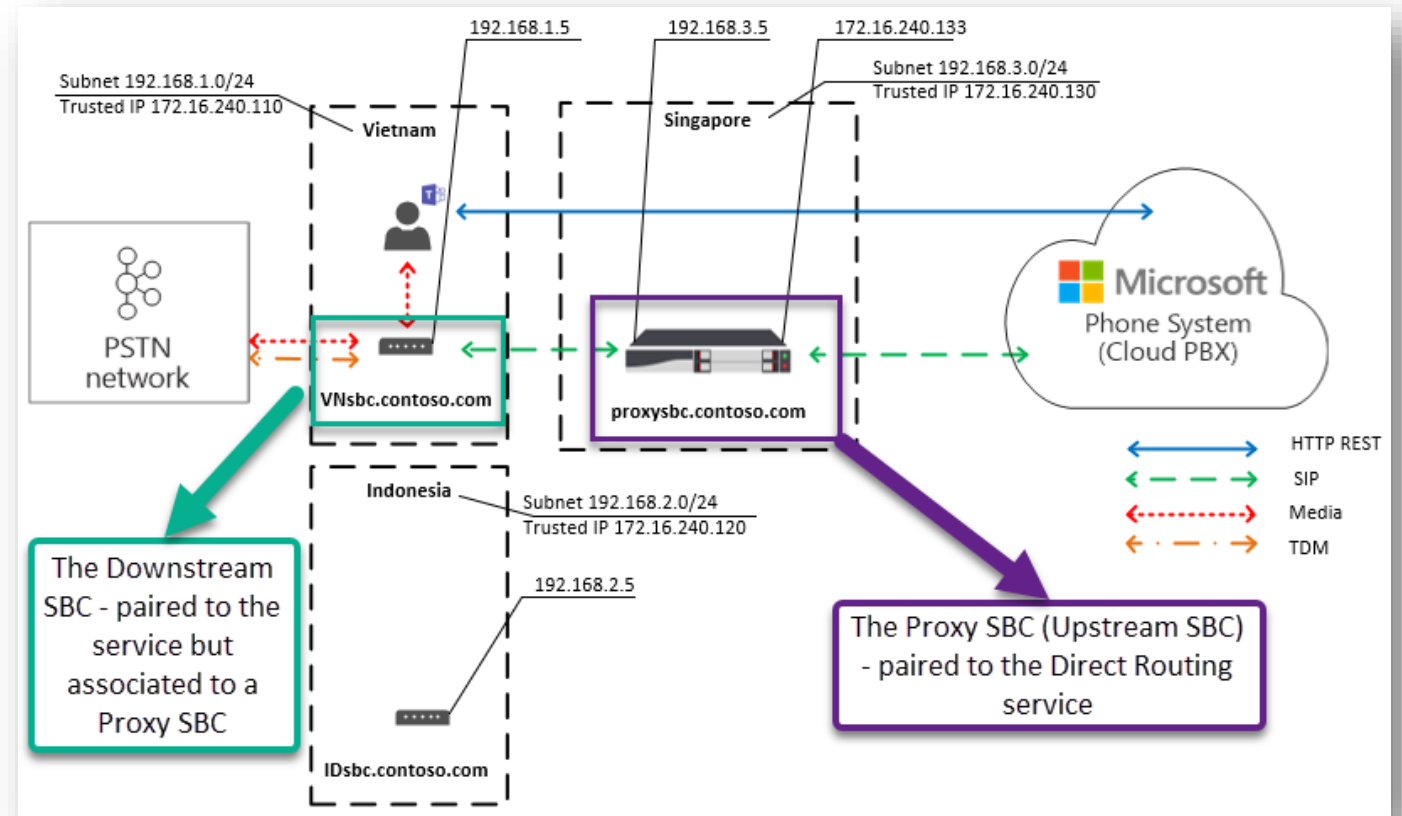 192.168.1.5
192.168.3.5
172.16.240.133
Subnet 192.168.1.0/24
Trusted IP 172.16.240.110
Subnet 192.168.3.0/24
Trusted IP 172.16.240.130
Vietnam
Singapore
T
PSTN
network
Microsoft
Phone System
(Cloud PBX)
VNsbc.contoso.com
proxysbc.contoso.com
HTTP REST
SIP
Media
TDM
Indonesia
Subnet 192.168.2.0/24
Trusted IP 172.16.240.120
192.168.2.5
IDsbc.contoso.com
The Downstream
SBC - paired to the
service but
associated to a
Proxy SBC
The Proxy SBC (Upstream SBC)
- paired to the Direct Routing
service